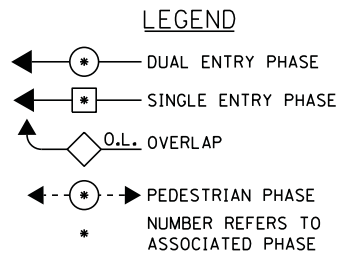 LEGEND
* DUAL ENTRY PHASE
* SINGLE ENTRY PHASE
O.L. OVERLAP
* PEDESTRIAN PHASE
* NUMBER REFERS TO
ASSOCIATED PHASE